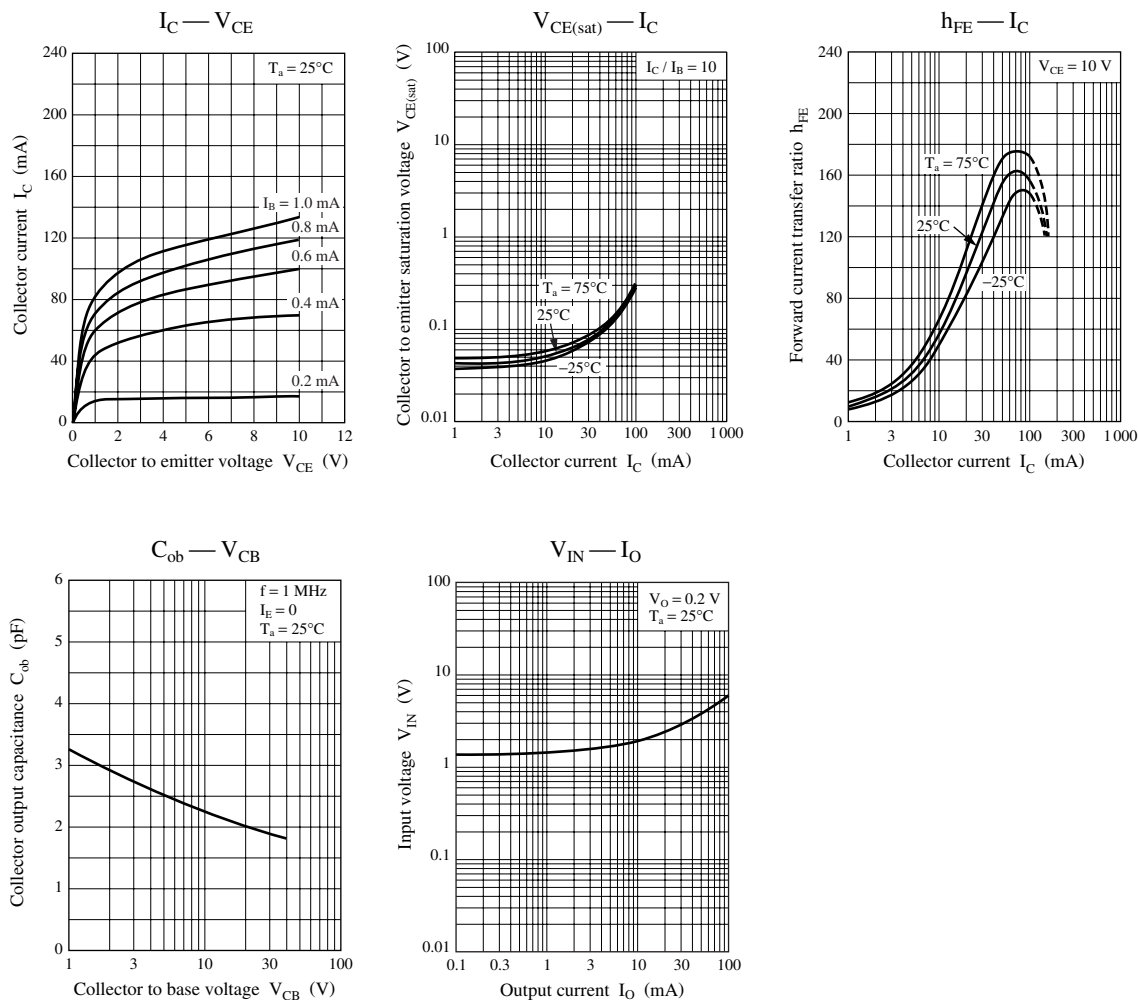 I_C — V_CE
T_a = 25°C
I_B = 1.0 mA
0.8 mA
0.6 mA
0.4 mA
0.2 mA
240
200
160
120
80
40
0
0 2 4 6 8 10 12
Collector current I_C (mA)
Collector to emitter voltage V_CE (V)
V_CE(sat) — I_C
I_C / I_B = 10
T_a = 75°C
25°C
–25°C
100
10
1
0.1
0.01
1 3 10 30 100 300 1 000
Collector to emitter saturation voltage V_CE(sat) (V)
Collector current I_C (mA)
h_FE — I_C
V_CE = 10 V
T_a = 75°C
25°C
–25°C
240
200
160
120
80
40
0
1 3 10 30 100 300 1 000
Forward current transfer ratio h_FE
Collector current I_C (mA)
C_ob — V_CB
f = 1 MHz
I_E = 0
T_a = 25°C
6
5
4
3
2
1
0
1 3 10 30 100
Collector output capacitance C_ob (pF)
Collector to base voltage V_CB (V)
V_IN — I_O
V_O = 0.2 V
T_a = 25°C
100
10
1
0.1
0.01
0.1 0.3 1 3 10 30 100
Input voltage V_IN (V)
Output current I_O (mA)